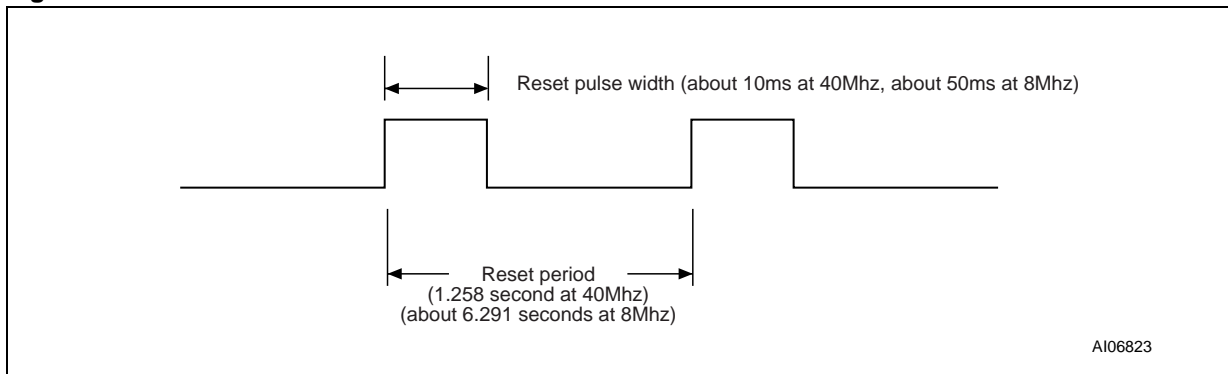 Reset pulse width (about 10ms at 40Mhz, about 50ms at 8Mhz)
Reset period
(1.258 second at 40Mhz)
(about 6.291 seconds at 8Mhz)
AI06823